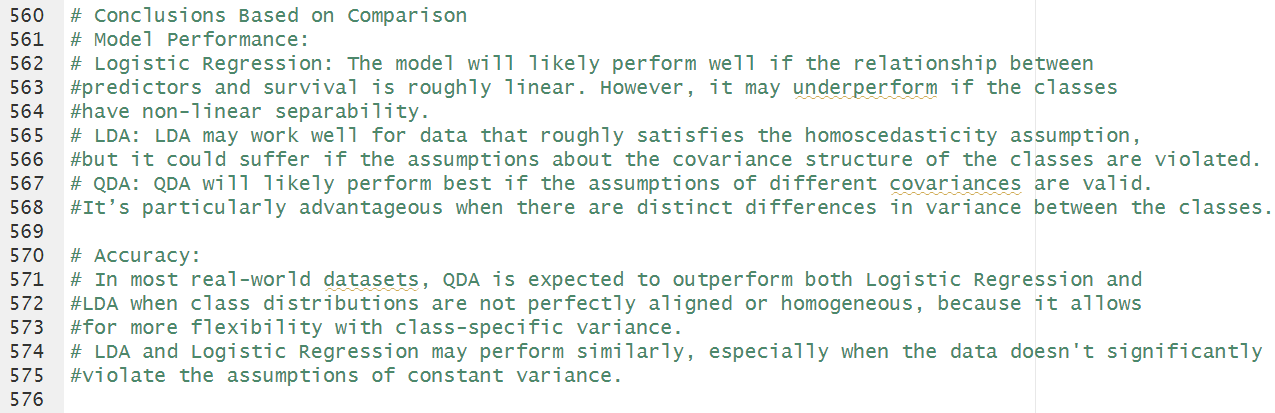 560 # Conclusions Based on Comparison
561 # Model Performance:
562 # Logistic Regression: The model will likely perform well if the relationship between
563 #predictors and survival is roughly linear. However, it may underperform if the classes
564 #have non-linear separability.
565 # LDA: LDA may work well for data that roughly satisfies the homoscedasticity assumption,
566 #but it could suffer if the assumptions about the covariance structure of the classes are violated.
567 # QDA: QDA will likely perform best if the assumptions of different covariances are valid.
568 #It’s particularly advantageous when there are distinct differences in variance between the classes.
569
570 # Accuracy:
571 # In most real-world datasets, QDA is expected to outperform both Logistic Regression and
572 #LDA when class distributions are not perfectly aligned or homogeneous, because it allows
573 #for more flexibility with class-specific variance.
574 # LDA and Logistic Regression may perform similarly, especially when the data doesn't significantly
575 #violate the assumptions of constant variance.
576